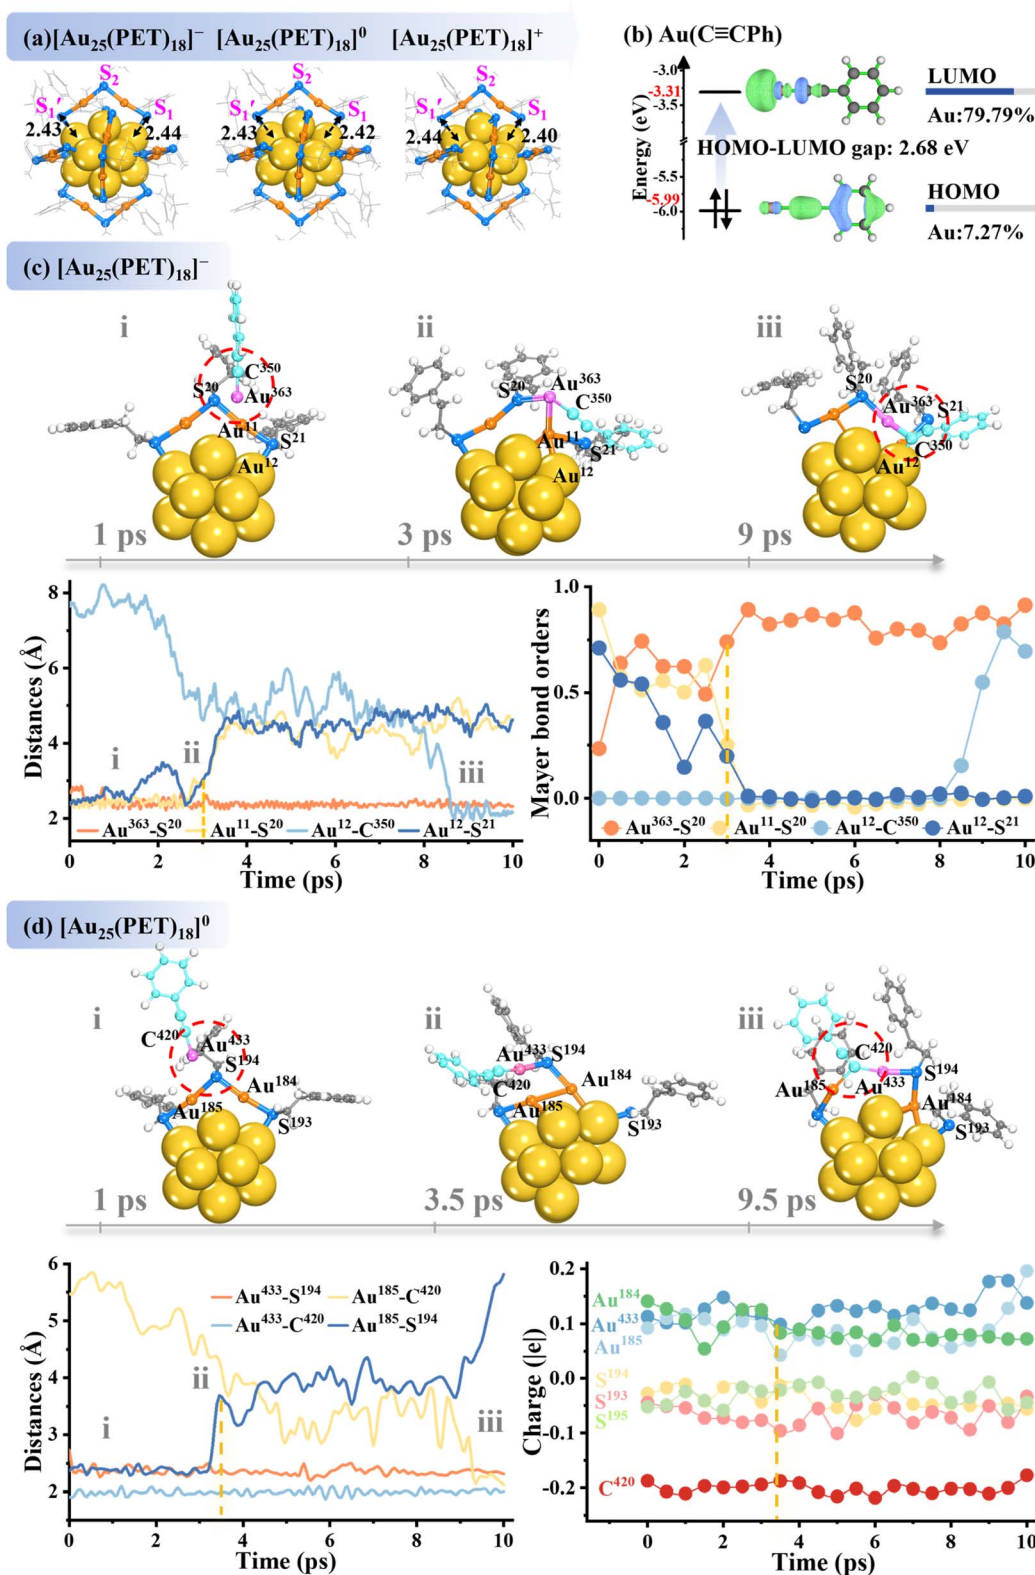 (a)[Au₂₅(PET)₁₈]⁻ [Au₂₅(PET)₁₈]⁰ [Au₂₅(PET)₁₈]⁺
S₂ S₂ S₂
S₁′ S₁ S₁′ S₁ S₁′ S₁
2.43 2.44 2.43 2.42 2.44 2.40
(b) Au(C≡CPh)
Energy (eV)
-3.0
-3.31
-3.5
-5.5
-5.99
-6.0
LUMO
Au:79.79%
HOMO-LUMO gap: 2.68 eV
HOMO
Au:7.27%
(c) [Au₂₅(PET)₁₈]⁻
i ii iii
C³⁵⁰ S²⁰ Au³⁶³ Au¹¹ S²¹ Au¹²
S²⁰ Au³⁶³ C³⁵⁰ Au¹¹ S²¹ Au¹²
S²⁰ Au³⁶³ S²¹ C³⁵⁰ Au¹²
1 ps 3 ps 9 ps
Distances (Å)
8
6
4
2
i ii iii
Au³⁶³-S²⁰ Au¹¹-S²⁰ Au¹²-C³⁵⁰ Au¹²-S²¹
0 2 4 6 8 10
Time (ps)
Mayer bond orders
1.0
0.5
0.0
Au³⁶³-S²⁰ Au¹¹-S²⁰ Au¹²-C³⁵⁰ Au¹²-S²¹
0 2 4 6 8 10
Time (ps)
(d) [Au₂₅(PET)₁₈]⁰
i ii iii
C⁴²⁰ Au⁴³³ S¹⁹⁴ Au¹⁸⁴ Au¹⁸⁵ S¹⁹³
Au⁴³³ S¹⁹⁴ C⁴²⁰ Au¹⁸⁴ Au¹⁸⁵ S¹⁹³
C⁴²⁰ S¹⁹⁴ Au¹⁸⁵ Au⁴³³ Au¹⁸⁴ S¹⁹³
1 ps 3.5 ps 9.5 ps
Distances (Å)
6
5
4
3
2
Au⁴³³-S¹⁹⁴ Au¹⁸⁵-C⁴²⁰
Au⁴³³-C⁴²⁰ Au¹⁸⁵-S¹⁹⁴
i ii iii
0 2 4 6 8 10
Time (ps)
Charge (|e|)
0.2
0.1
0.0
-0.1
-0.2
Au¹⁸⁴
Au⁴³³
Au¹⁸⁵
S¹⁹⁴
S¹⁹³
S¹⁹⁵
C⁴²⁰
0 2 4 6 8 10
Time (ps)